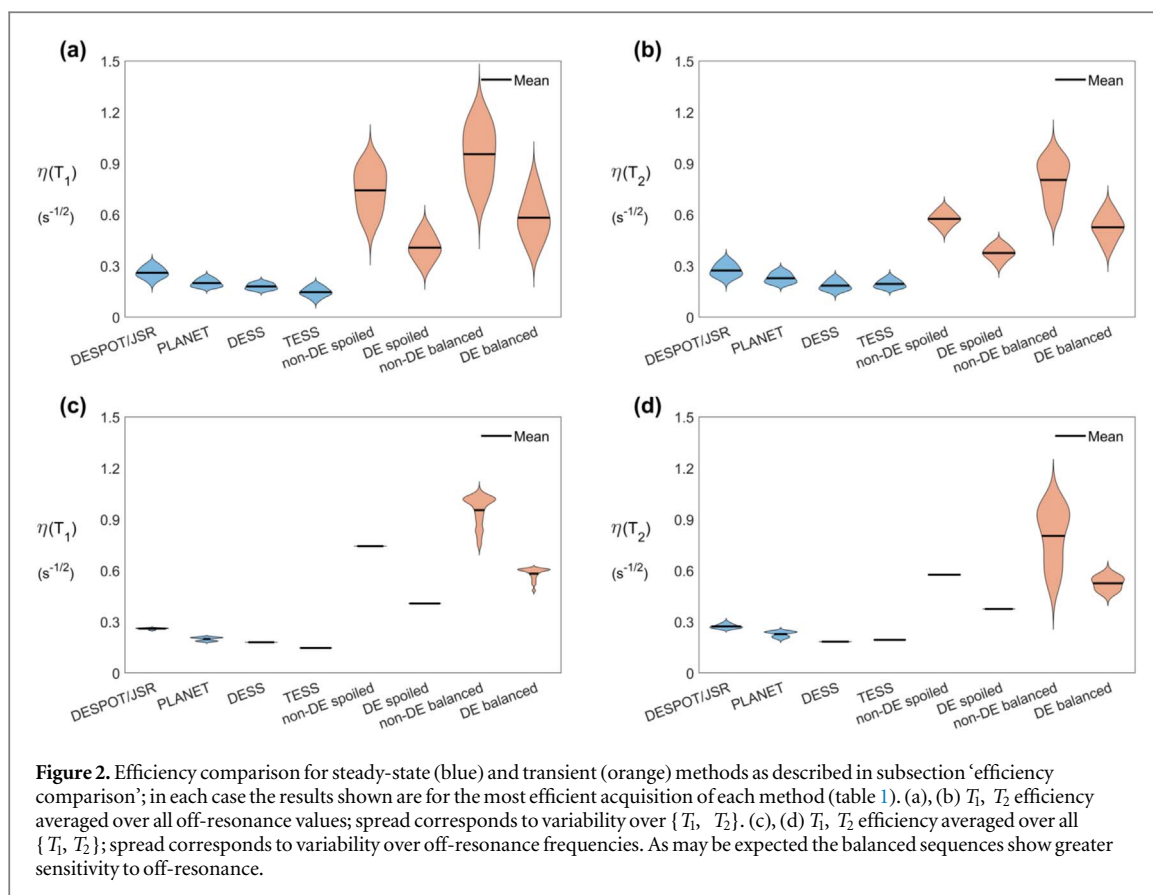 (a)
1.5
1.2
0.9
0.6
0.3
0
η(T1)
(s-1/2)
Mean
DESPOT/JSR
PLANET
DESS
TESS
non-DE spoiled
DE spoiled
non-DE balanced
DE balanced
(b)
1.5
1.2
0.9
0.6
0.3
0
η(T2)
(s-1/2)
Mean
DESPOT/JSR
PLANET
DESS
TESS
non-DE spoiled
DE spoiled
non-DE balanced
DE balanced
(c)
1.5
1.2
0.9
0.6
0.3
0
η(T1)
(s-1/2)
Mean
DESPOT/JSR
PLANET
DESS
TESS
non-DE spoiled
DE spoiled
non-DE balanced
DE balanced
(d)
1.5
1.2
0.9
0.6
0.3
0
η(T2)
(s-1/2)
Mean
DESPOT/JSR
PLANET
DESS
TESS
non-DE spoiled
DE spoiled
non-DE balanced
DE balanced
Figure 2. Efficiency comparison for steady-state (blue) and transient (orange) methods as described in subsection ‘efficiency
comparison’; in each case the results shown are for the most efficient acquisition of each method (table 1). (a), (b) T1, T2 efficiency
averaged over all off-resonance values; spread corresponds to variability over {T1, T2}. (c), (d) T1, T2 efficiency averaged over all
{T1, T2}; spread corresponds to variability over off-resonance frequencies. As may be expected the balanced sequences show greater
sensitivity to off-resonance.